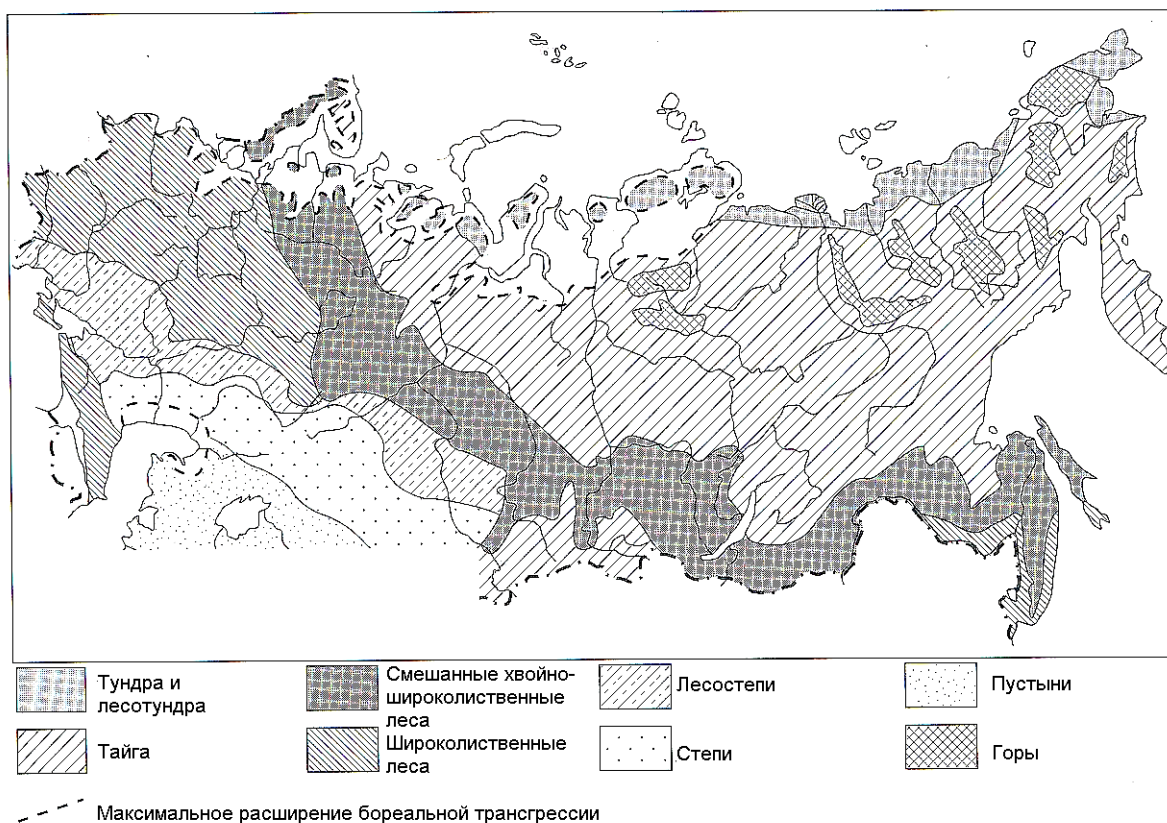 Тундра и
лесотундра
Смешанные хвойно-
широколиственные
леса
Лесостепи
Пустыни
Тайга
Широколиственные
леса
Степи
Горы
Максимальное расширение бореальной трансгрессии